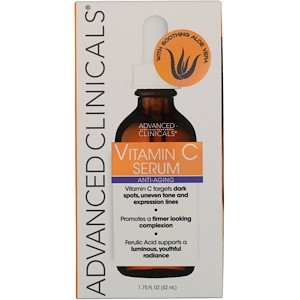 ADVANCED CLINICALS®
WITH SOOTHING ALOE VERA
ADVANCED
CLINICALS®
VITAMIN C
SERUM
ANTI-AGING
Vitamin C targets dark
spots, uneven tone and
expression lines
Promotes a firmer looking
complexion
Ferulic Acid supports a
luminous, youthful
radiance
1.75 FL OZ (52 mL)